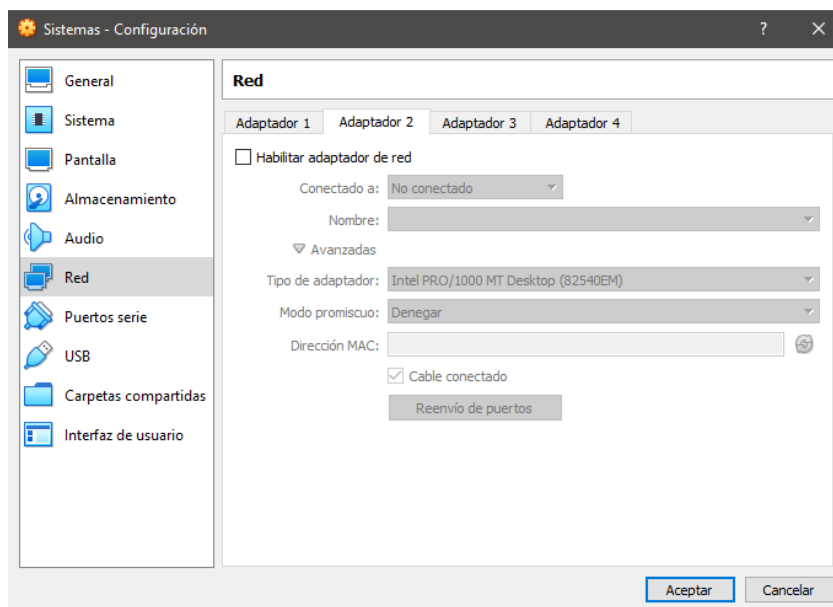 Sistemas - Configuración
?
General
Sistema
Pantalla
Almacenamiento
Audio
Red
Puertos serie
USB
Carpetas compartidas
Interfaz de usuario
Red
Adaptador 1 Adaptador 2 Adaptador 3 Adaptador 4
Habilitar adaptador de red
Conectado a: No conectado
Nombre:
Avanzadas
Tipo de adaptador: Intel PRO/1000 MT Desktop (82540EM)
Modo promiscuo: Denegar
Dirección MAC:
Cable conectado
Reenvío de puertos
Aceptar Cancelar